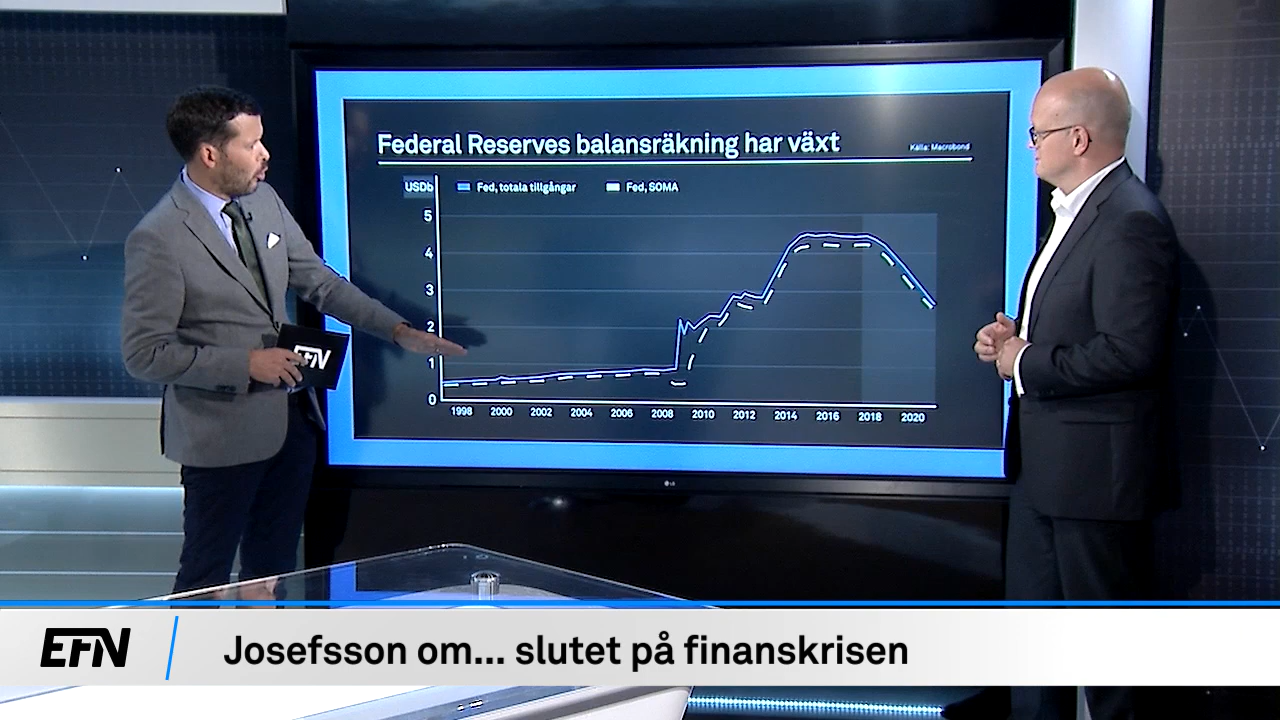 Federal Reserves balansräkning har växt
Källa: Macrobond
USDb
Fed, totala tillgångar
Fed, SOMA
5
4
3
2
1
0
1998 2000 2002 2004 2006 2008 2010 2012 2014 2016 2018 2020
EFN
LG
EFN
Josefsson om... slutet på finanskrisen